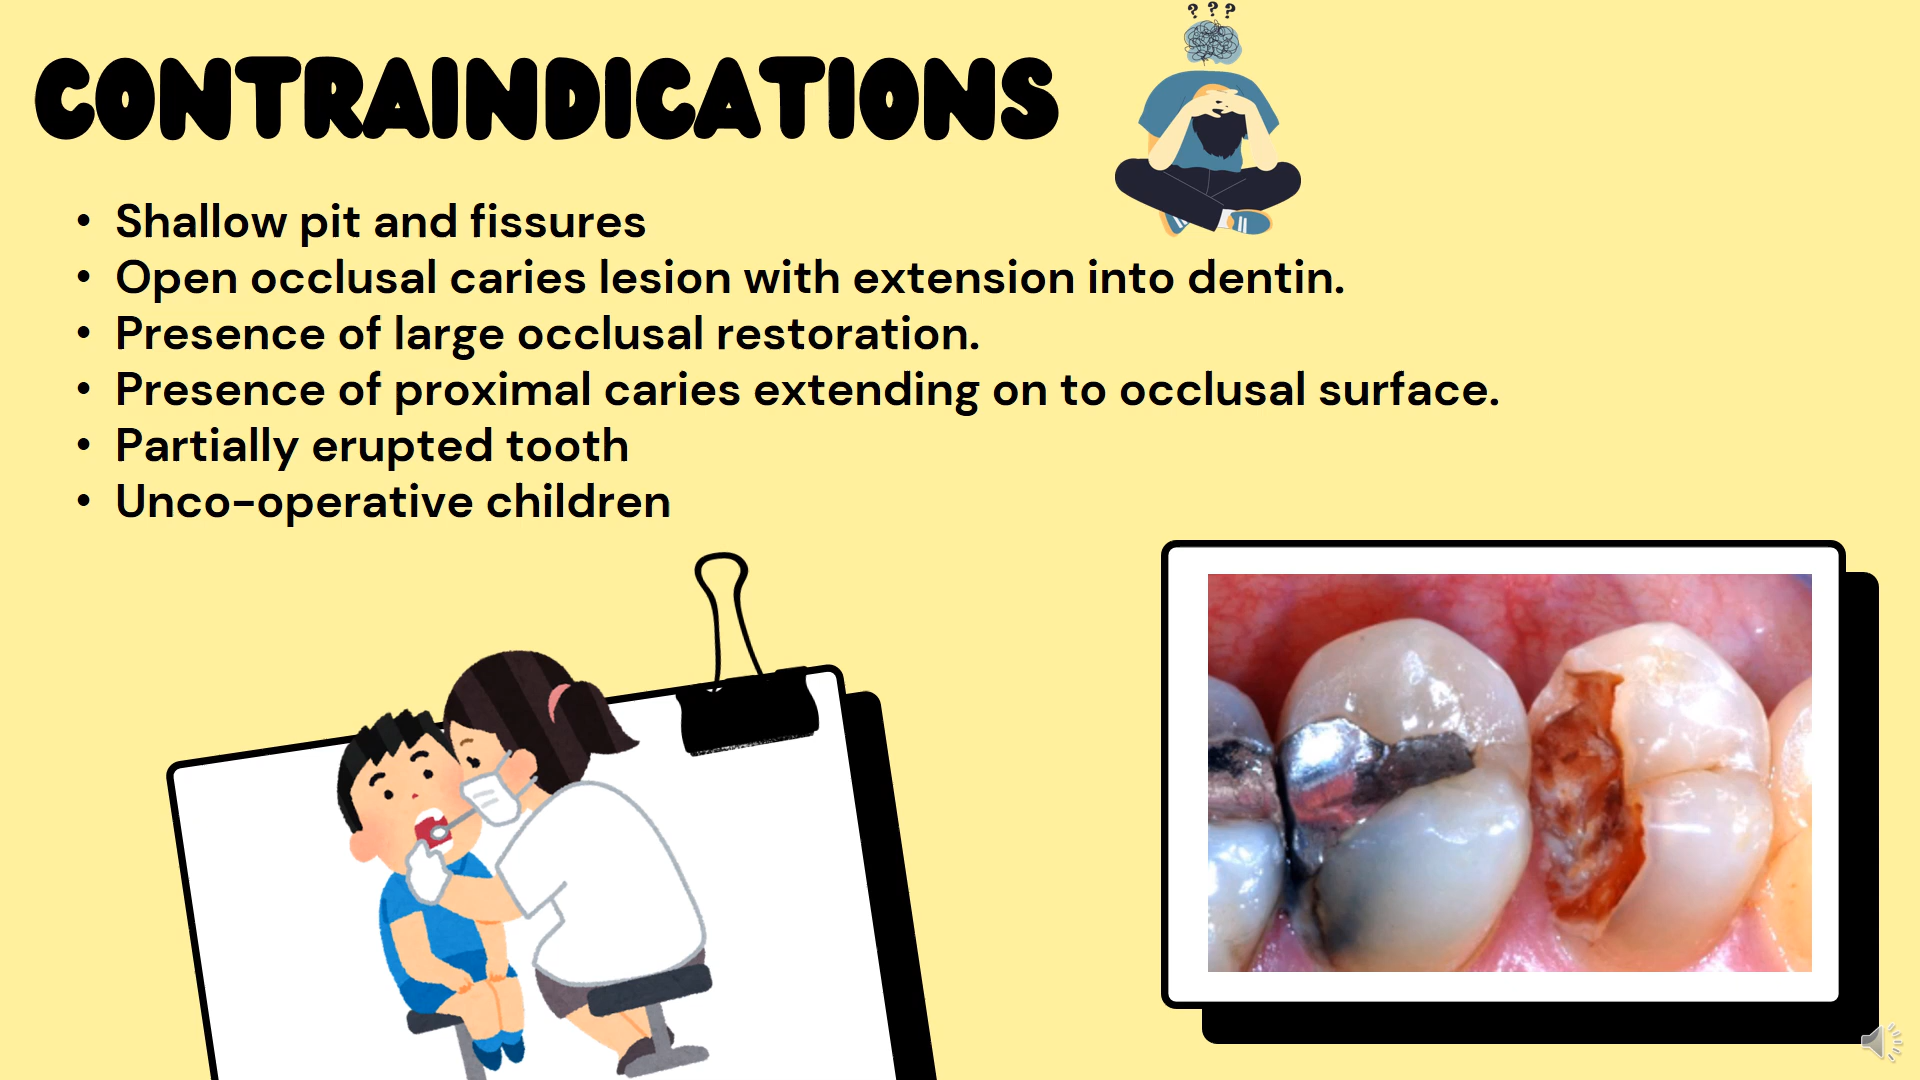 ? ? ?
CONTRAINDICATIONS
• Shallow pit and fissures
• Open occlusal caries lesion with extension into dentin.
• Presence of large occlusal restoration.
• Presence of proximal caries extending on to occlusal surface.
• Partially erupted tooth
• Unco-operative children